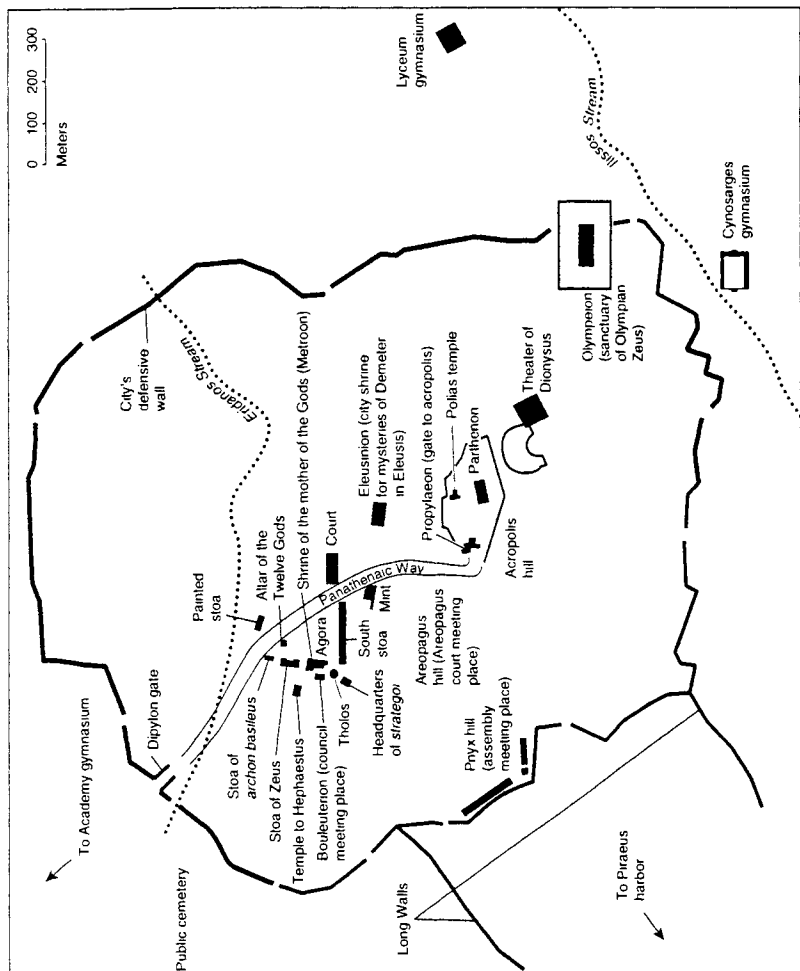 0 100 200 300
Meters
Lyceum
gymnasium
Ilissos Stream
Cynosarges
gymnasium
Olympeion
(sanctuary
of Olympian
Zeus)
City's
defensive
wall
Eridanos Stream
Theater of
Dionysus
Polias temple
Propylaeon (gate to acropolis)
Parthenon
Acropolis
hill
Eleusinion (city shrine
for mysteries of Demeter
in Eleusis)
Shrine of the mother of the Gods (Metroon)
Court
Altar of the
Twelve Gods
Painted
stoa
Panathenaic Way
Agora
Mint
South
stoa
Areopagus
hill (Areopagus
court meeting
place)
Headquarters
of strategoi
Tholos
Bouleuterion (council
meeting place)
Temple to Hephaestus
Stoa of Zeus
Stoa of
archon basileus
Dipylon gate
Pnyx hill
(assembly
meeting place)
To Academy gymnasium
Public cemetery
Long Walls
To Piraeus
harbor